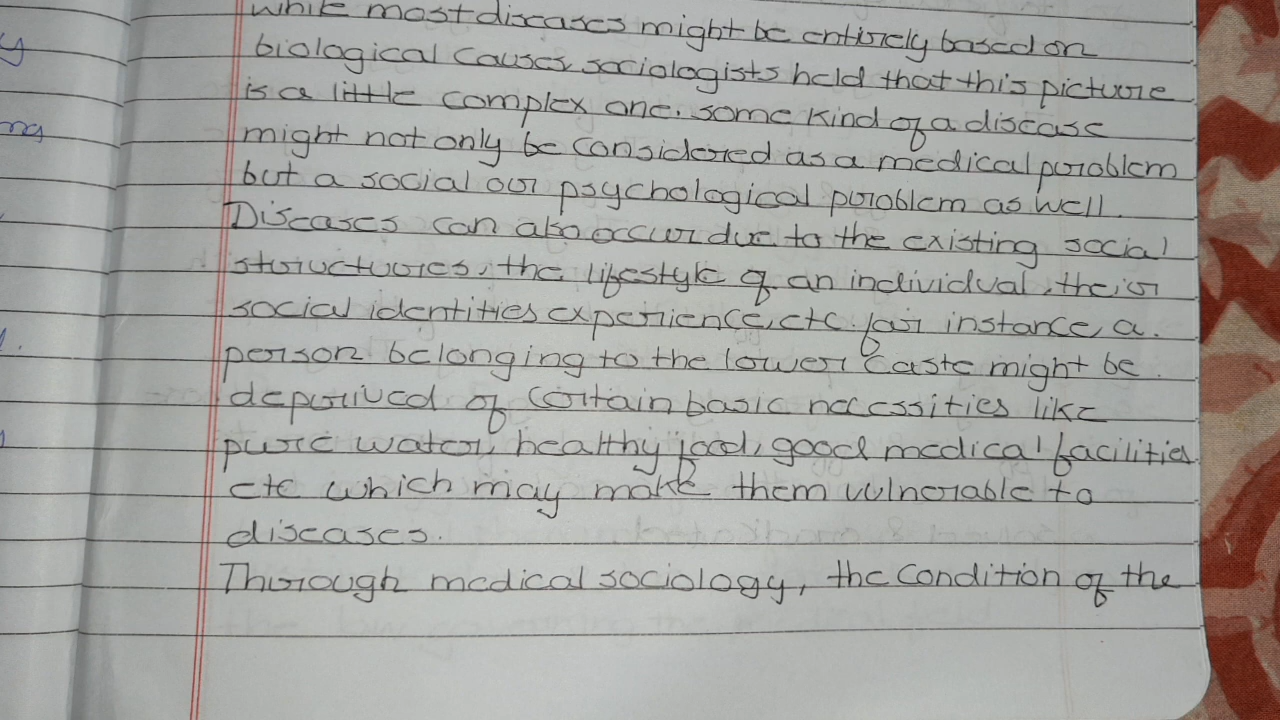 while most diseases might be entirely based on
biological causes, sociologists held that this picture
is a little complex one. some kind of a disease
might not only be considered as a medical problem
but a social or psychological problem as well.
Diseases can also occur due to the existing social
structures, the lifestyle of an individual, their
social identities experience, etc. for instance, a.
person belonging to the lower caste might be
deprived of certain basic necessities like
pure water, healthy food, good medical facilities
etc which may make them vulnerable to
diseases.
Through medical sociology, the condition of the